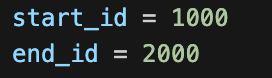 start_id = 1000
end_id = 2000